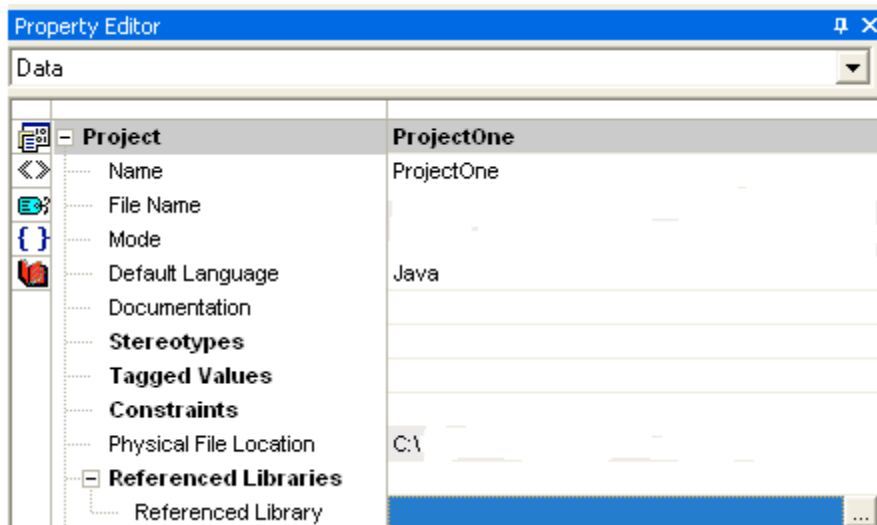 Property Editor
Data
Project ProjectOne
Name ProjectOne
File Name
Mode
Default Language Java
Documentation
Stereotypes
Tagged Values
Constraints
Physical File Location C:\
Referenced Libraries
Referenced Library ...